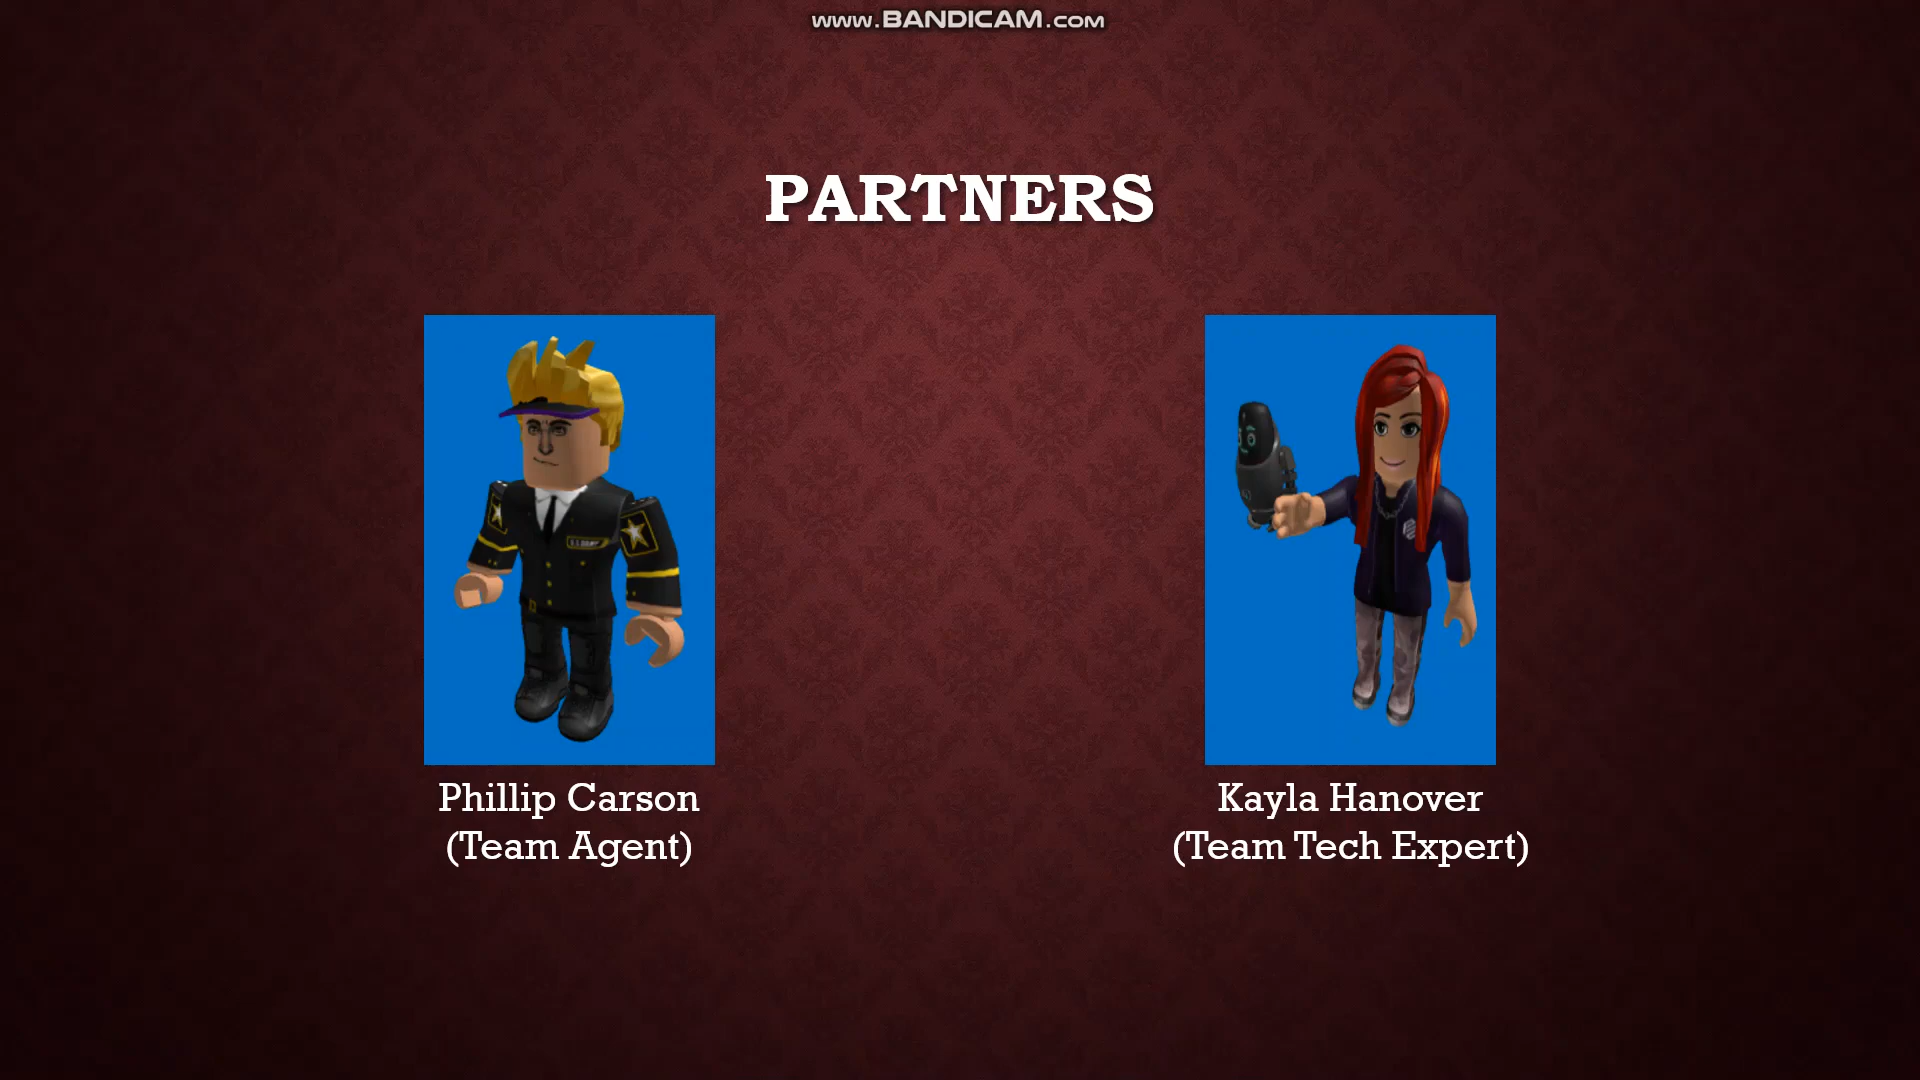 www.BANDICAM.com
PARTNERS
Phillip Carson
(Team Agent)
Kayla Hanover
(Team Tech Expert)